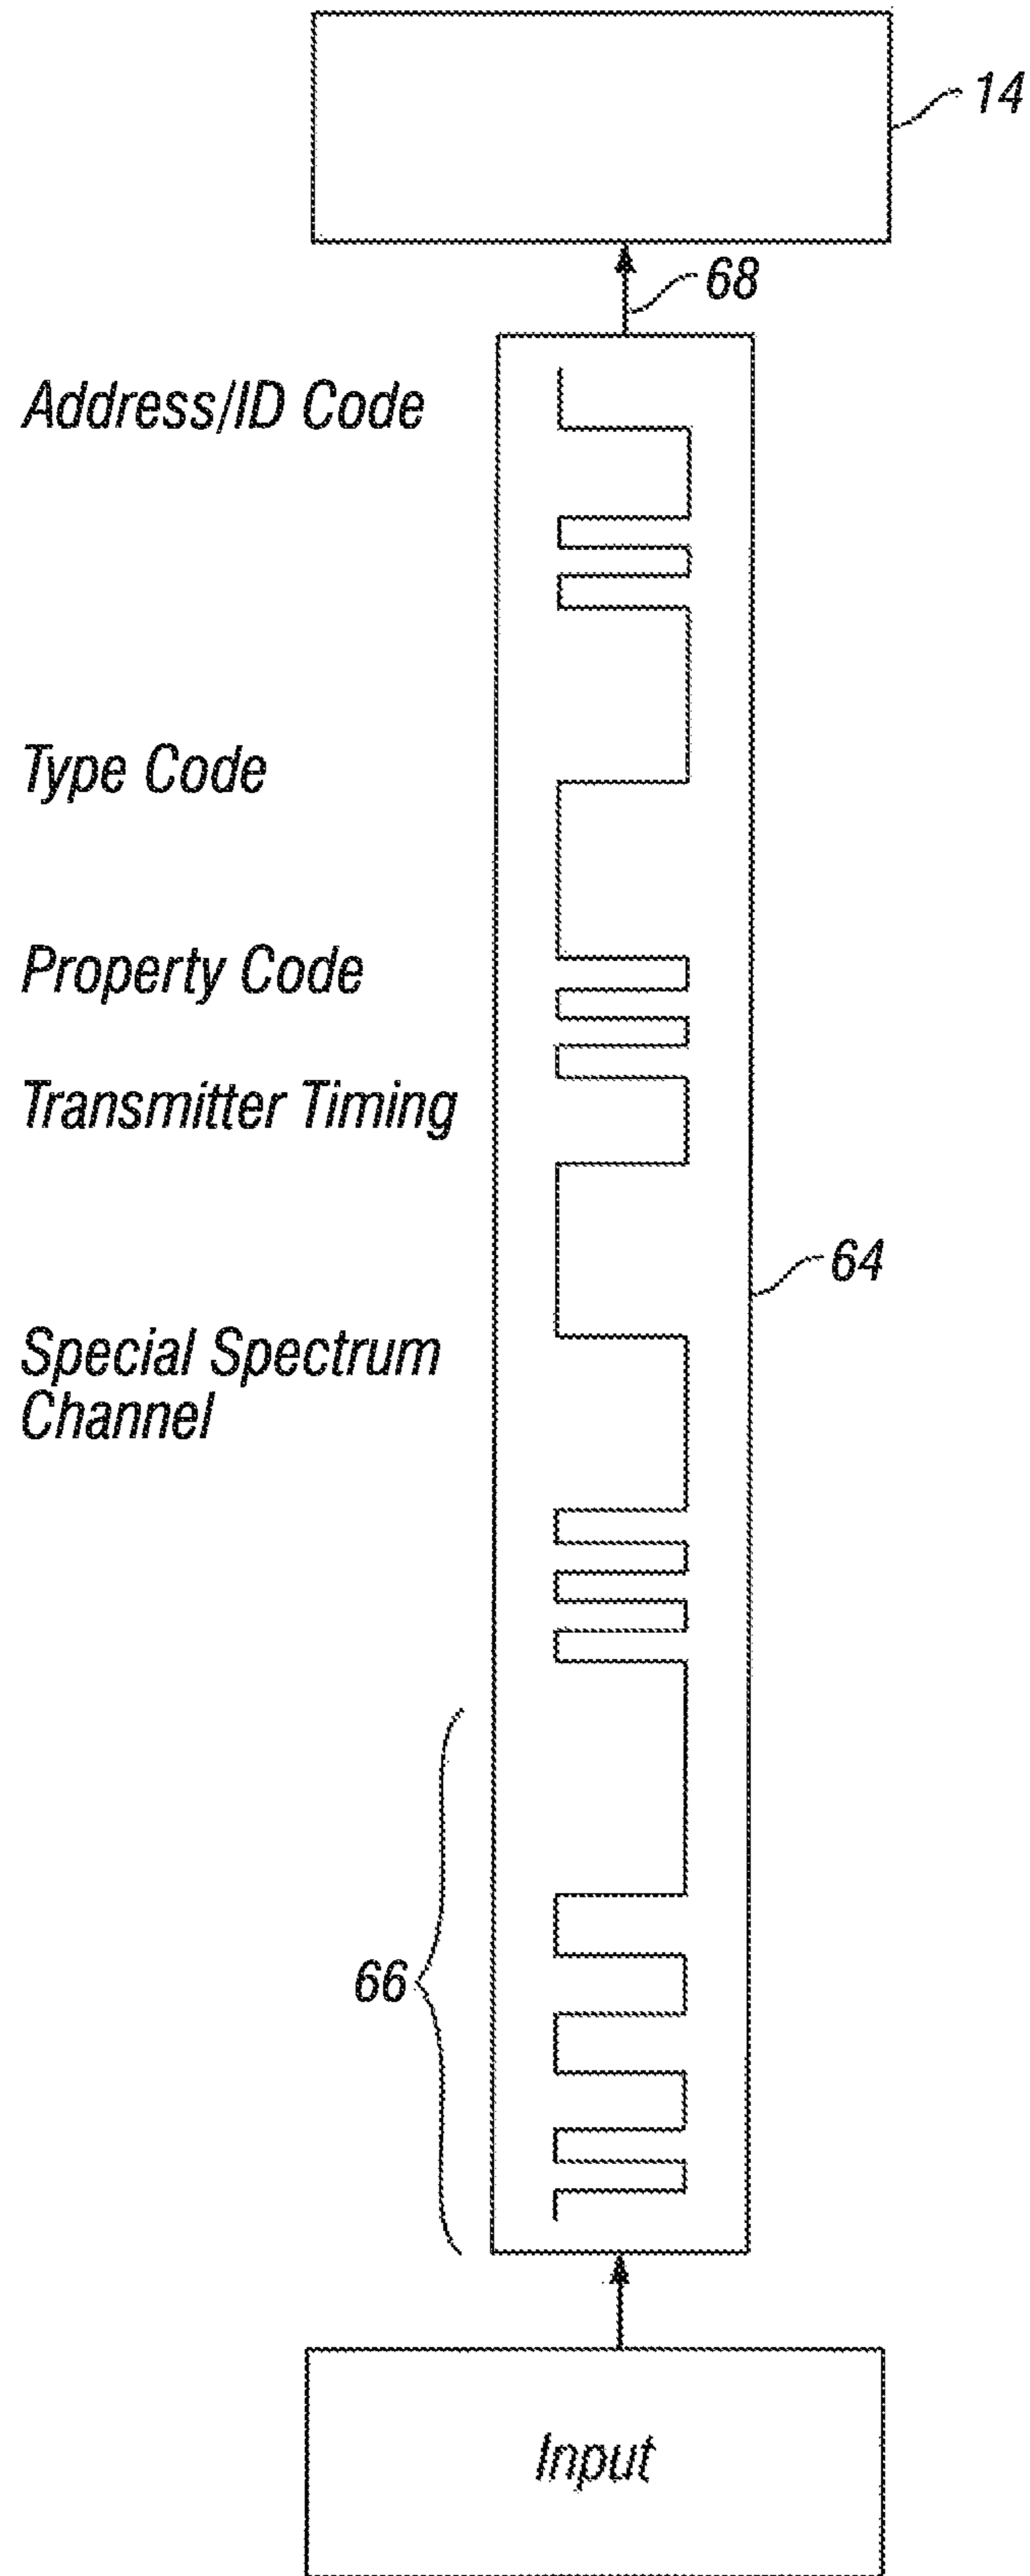 14
68
Address/ID Code
Type Code
Property Code
Transmitter Timing
64
Special Spectrum
Channel
66
Input